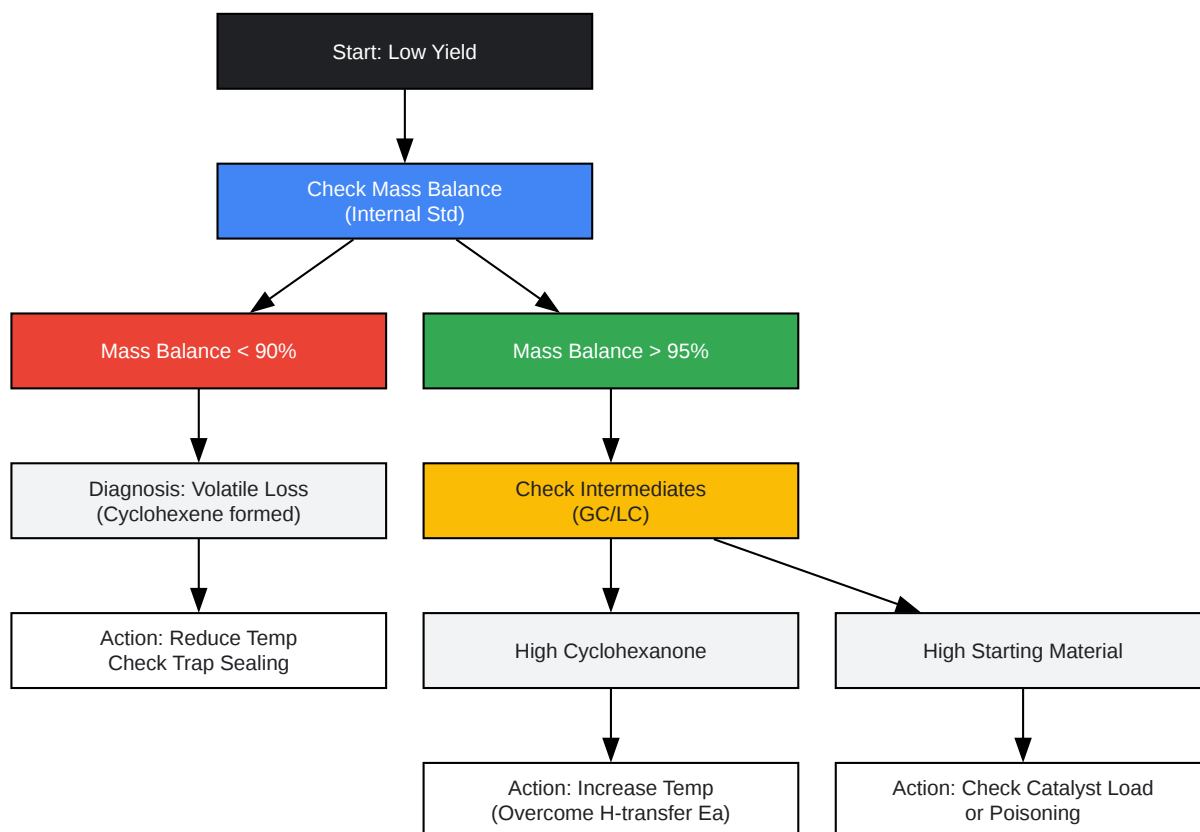 Start: Low Yield
Check Mass Balance
(Internal Std)
Mass Balance < 90%
Mass Balance > 95%
Diagnosis: Volatile Loss
(Cyclohexene formed)
Check Intermediates
(GC/LC)
Action: Reduce Temp
Check Trap Sealing
High Cyclohexanone
High Starting Material
Action: Increase Temp
(Overcome H-transfer Ea)
Action: Check Catalyst Load
or Poisoning